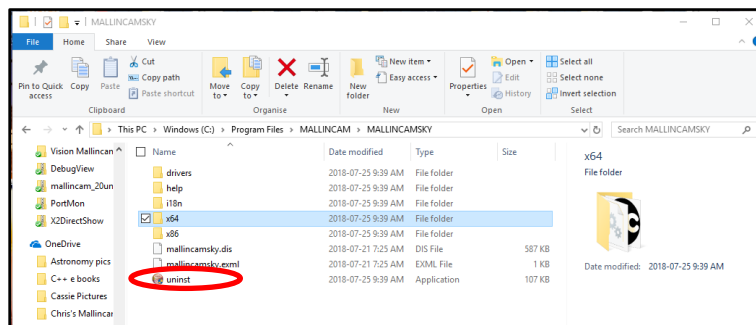 MALLINCAMSKY
File Home Share View
Pin to Quick access
Copy
Paste
Cut
Copy path
Paste shortcut
Clipboard
Move to
Copy to
Delete
Rename
Organise
New folder
New item
Easy access
New
Properties
Open
Edit
History
Open
Select all
Select none
Invert selection
Select
This PC > Windows (C:) > Program Files > MALLINCAM > MALLINCAMSKY
Search MALLINCAMSKY
Vision Mallincan
DebugView
mallincam_20un
PortMon
X2DirectShow
OneDrive
Astronomy pics
C++ e books
Cassie Pictures
Chris's Mallincar
Name Date modified Type Size
drivers 2018-07-25 9:39 AM File folder
help 2018-07-25 9:39 AM File folder
i18n 2018-07-25 9:39 AM File folder
x64 2018-07-25 9:39 AM File folder
x86 2018-07-25 9:39 AM File folder
mallincamsky.dis 2018-07-21 7:25 AM DIS File 587 KB
mallincamsky.exml 2018-07-21 7:25 AM EXML File 1 KB
uninst 2018-07-25 9:39 AM Application 107 KB
x64
File folder
Date modified: 2018-07-25 9:39 AM